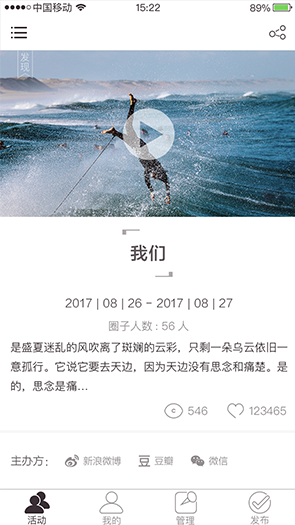 中国移动
15:22
89%
发现
我们
2017 | 08 | 26 - 2017 | 08 | 27
圈子人数 : 56 人
是盛夏迷乱的风吹离了斑斓的云彩，只剩一朵乌云依旧一
意孤行。它说它要去天边，因为天边没有思念和痛楚。是
的，思念是痛...
546
123465
主办方： 新浪微博 豆 豆瓣 微信
活动
我的
管理
发布